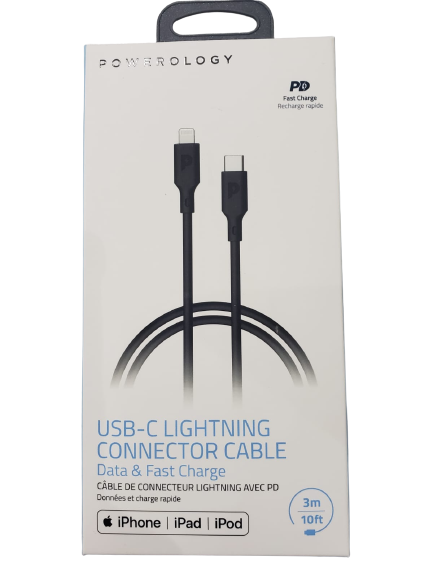 POWEROLOGY
PD
Fast Charge
Recharge rapide
P
P
USB-C LIGHTNING
CONNECTOR CABLE
Data & Fast Charge
CÂBLE DE CONNECTEUR LIGHTNING AVEC PD
Données et charge rapide
iPhone | iPad | iPod
3m
10ft